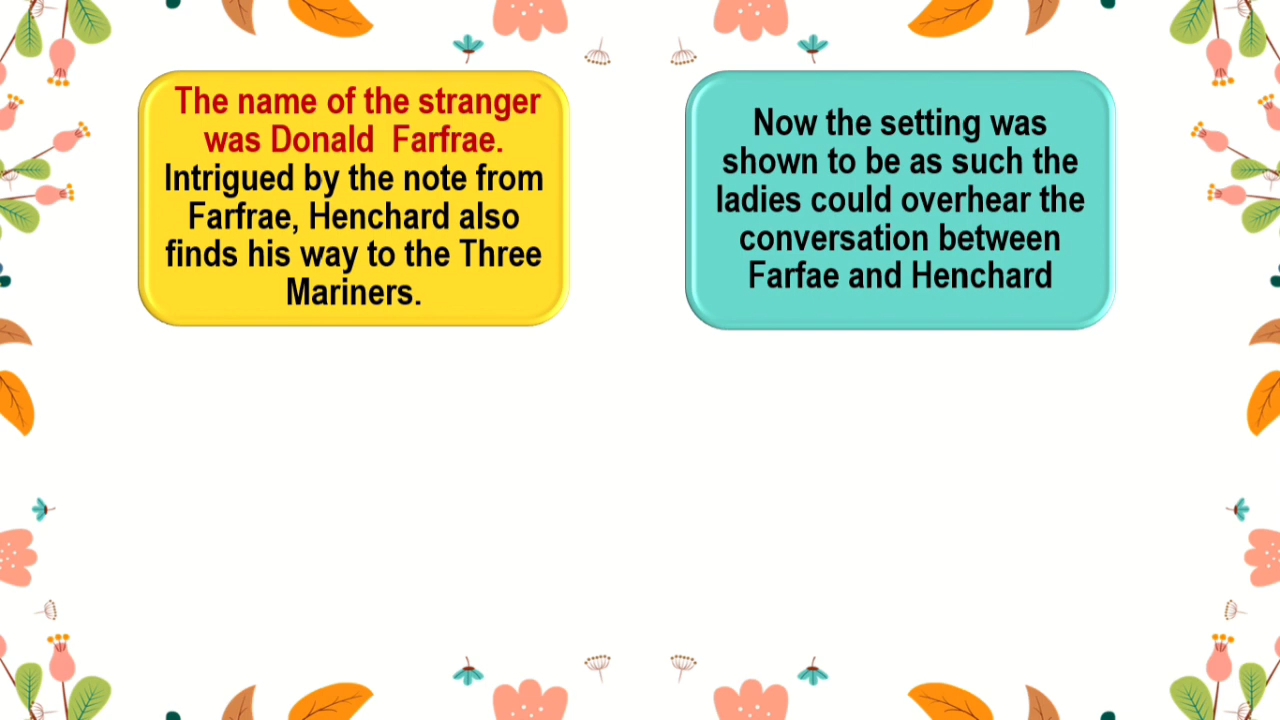 The name of the stranger
was Donald  Farfrae.
Intrigued by the note from
Farfrae, Henchard also
finds his way to the Three
Mariners.
Now the setting was
shown to be as such the
ladies could overhear the
conversation between
Farfae and Henchard